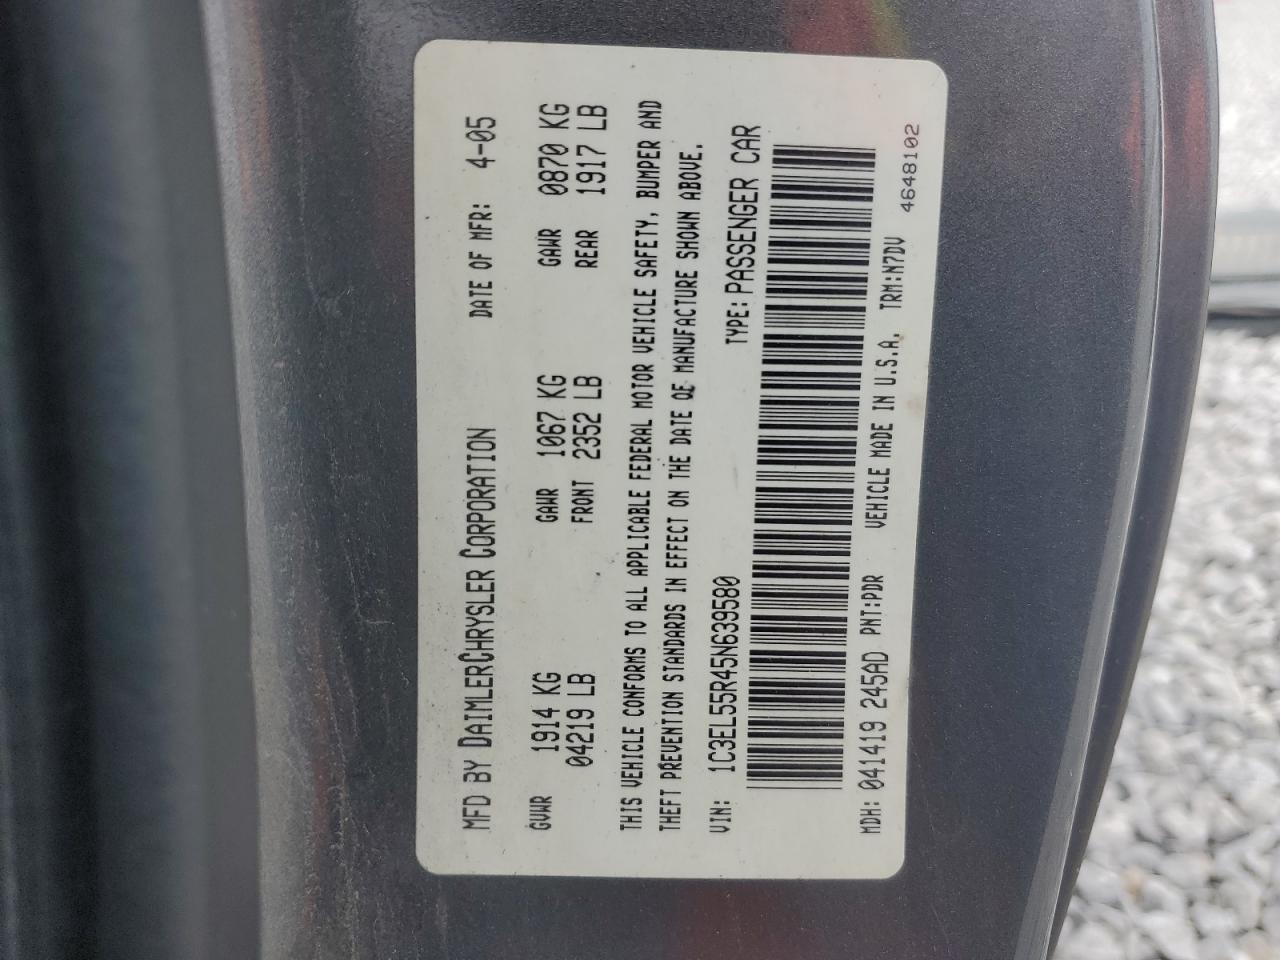 MFD BY DAIMLERCHRYSLER CORPORATION DATE OF MFR: 4-05
GVWR 1914 KG GAWR 1067 KG GAWR 0870 KG
04219 LB FRONT 2352 LB REAR 1917 LB
THIS VEHICLE CONFORMS TO ALL APPLICABLE FEDERAL MOTOR VEHICLE SAFETY, BUMPER AND
THEFT PREVENTION STANDARDS IN EFFECT ON THE DATE OF MANUFACTURE SHOWN ABOVE.
VIN: 1C3EL55R45N639580 TYPE: PASSENGER CAR
MDH: 041419 245AD PNT:PDR VEHICLE MADE IN U.S.A. TRM:N7DV
4648102